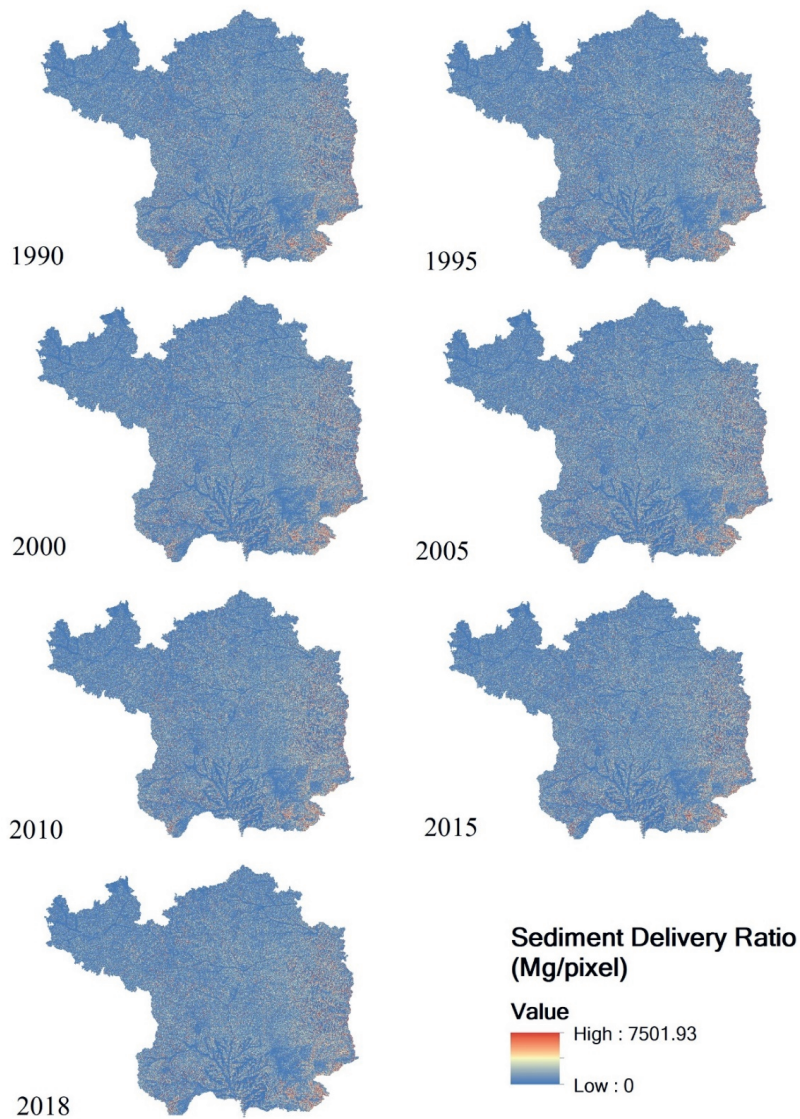 1990
1995
2000
2005
2010
2015
2018
Sediment Delivery Ratio
(Mg/pixel)
Value
High : 7501.93
Low : 0